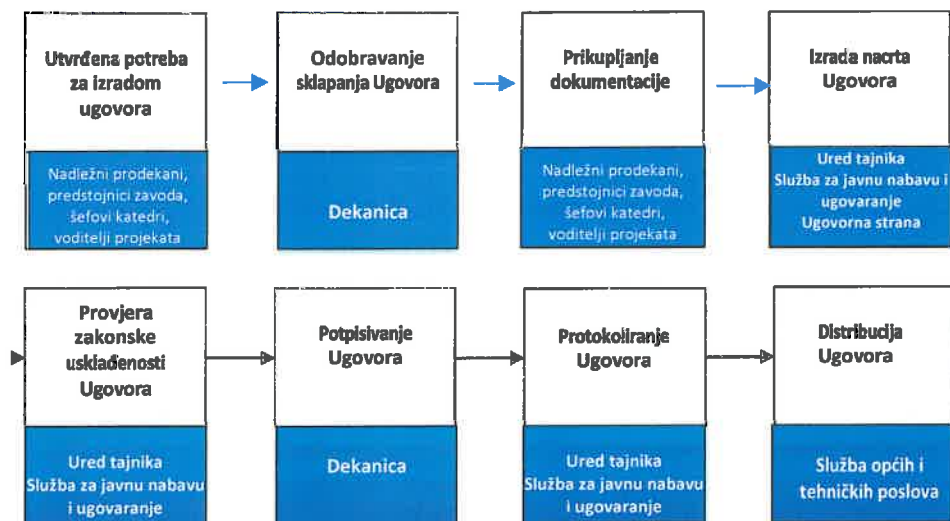 Utvrđena potreba
za izradom
ugovora
Nadležni prodekani,
predstojnici zavoda,
šefovi katedri,
voditelji projekata
Odobravanje
sklapanja Ugovora
Dekanica
Prikupljanje
dokumentacije
Nadležni prodekani,
predstojnici zavoda,
šefovi katedri,
voditelji projekata
Izrada nacrta
Ugovora
Ured tajnika
Služba za javnu nabavu i
ugovaranje
Ugovorna strana
Provjera
zakonske
usklađenosti
Ugovora
Ured tajnika
Služba za javnu nabavu
i ugovaranje
Potpisivanje
Ugovora
Dekanica
Protokoliranje
Ugovora
Ured tajnika
Služba za javnu nabavu
i ugovaranje
Distribucija
Ugovora
Služba općih i
tehničkih poslova